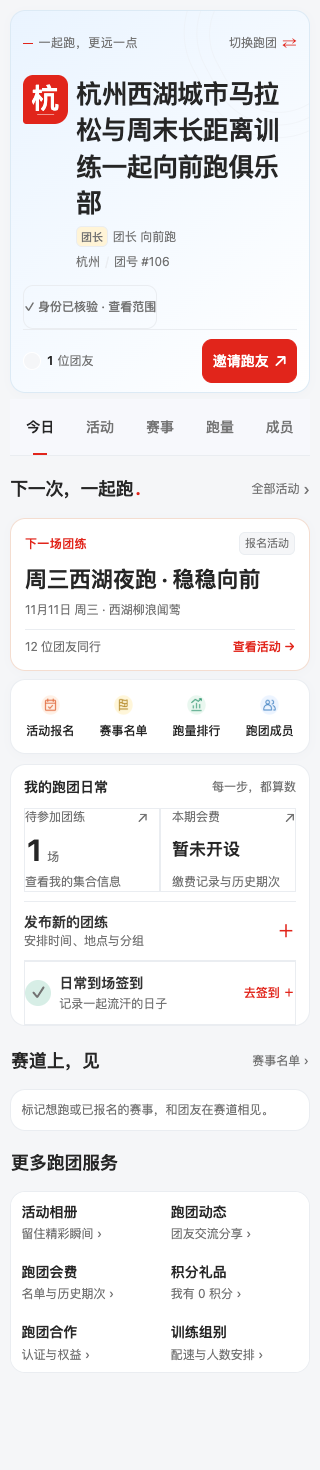 — 一起跑，更远一点
切换跑团
杭
杭州西湖城市马拉
松与周末长距离训
练一起向前跑俱乐
部
团长 团长 向前跑
杭州 / 团号 #106
✓ 身份已核验 · 查看范围
1 位团友
邀请跑友 ↗
今日 活动 赛事 跑量 成员
下一次，一起跑.
全部活动 ›
下一场团练
报名活动
周三西湖夜跑 · 稳稳向前
11月11日 周三 · 西湖柳浪闻莺
12 位团友同行
查看活动 →
活动报名 赛事名单 跑量排行 跑团成员
我的跑团日常
每一步，都算数
待参加团练 ↗
1 场
查看我的集合信息
本期会费 ↗
暂未开设
缴费记录与历史期次
发布新的团练
安排时间、地点与分组
+
日常到场签到
记录一起流汗的日子
去签到 +
赛道上，见
赛事名单 ›
标记想跑或已报名的赛事，和团友在赛道相见。
更多跑团服务
活动相册
留住精彩瞬间 ›
跑团动态
团友交流分享 ›
跑团会费
名单与历史期次 ›
积分礼品
我有 0 积分 ›
跑团合作
认证与权益 ›
训练组别
配速与人数安排 ›